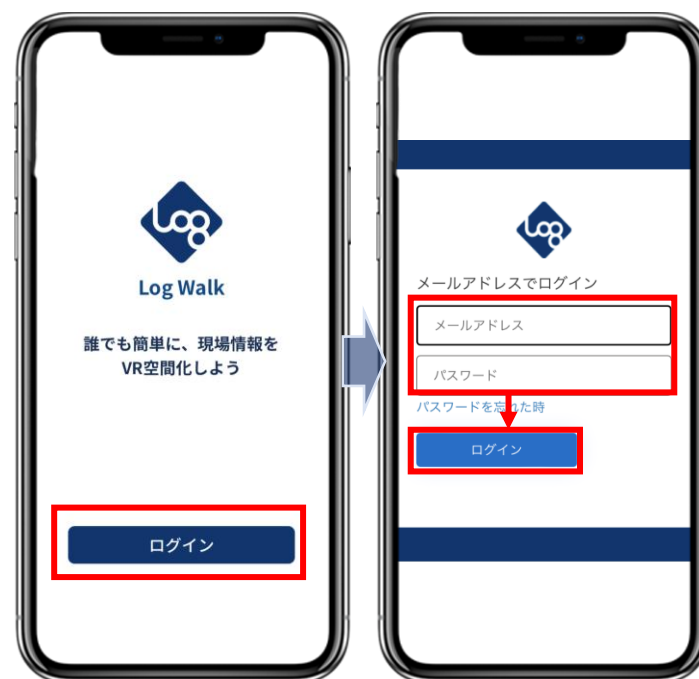 Log
Log Walk
誰でも簡単に、現場情報を
VR空間化しよう
ログイン
Log
メールアドレスでログイン
メールアドレス
パスワード
パスワードを忘れた時
ログイン